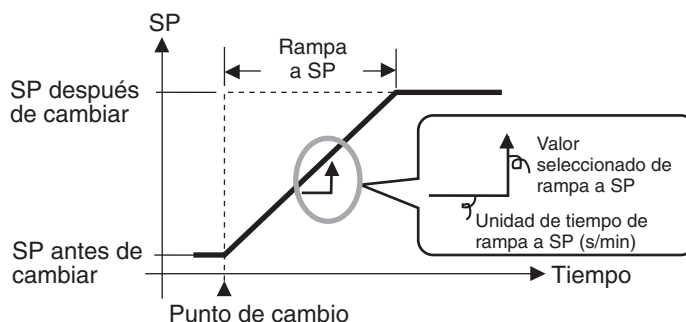 SP
Rampa
a SP
SP después
de cambiar
Valor
seleccionado de
rampa a SP
Unidad de tiempo de
rampa a SP (s/min)
SP antes de
cambiar
Tiempo
Punto de cambio